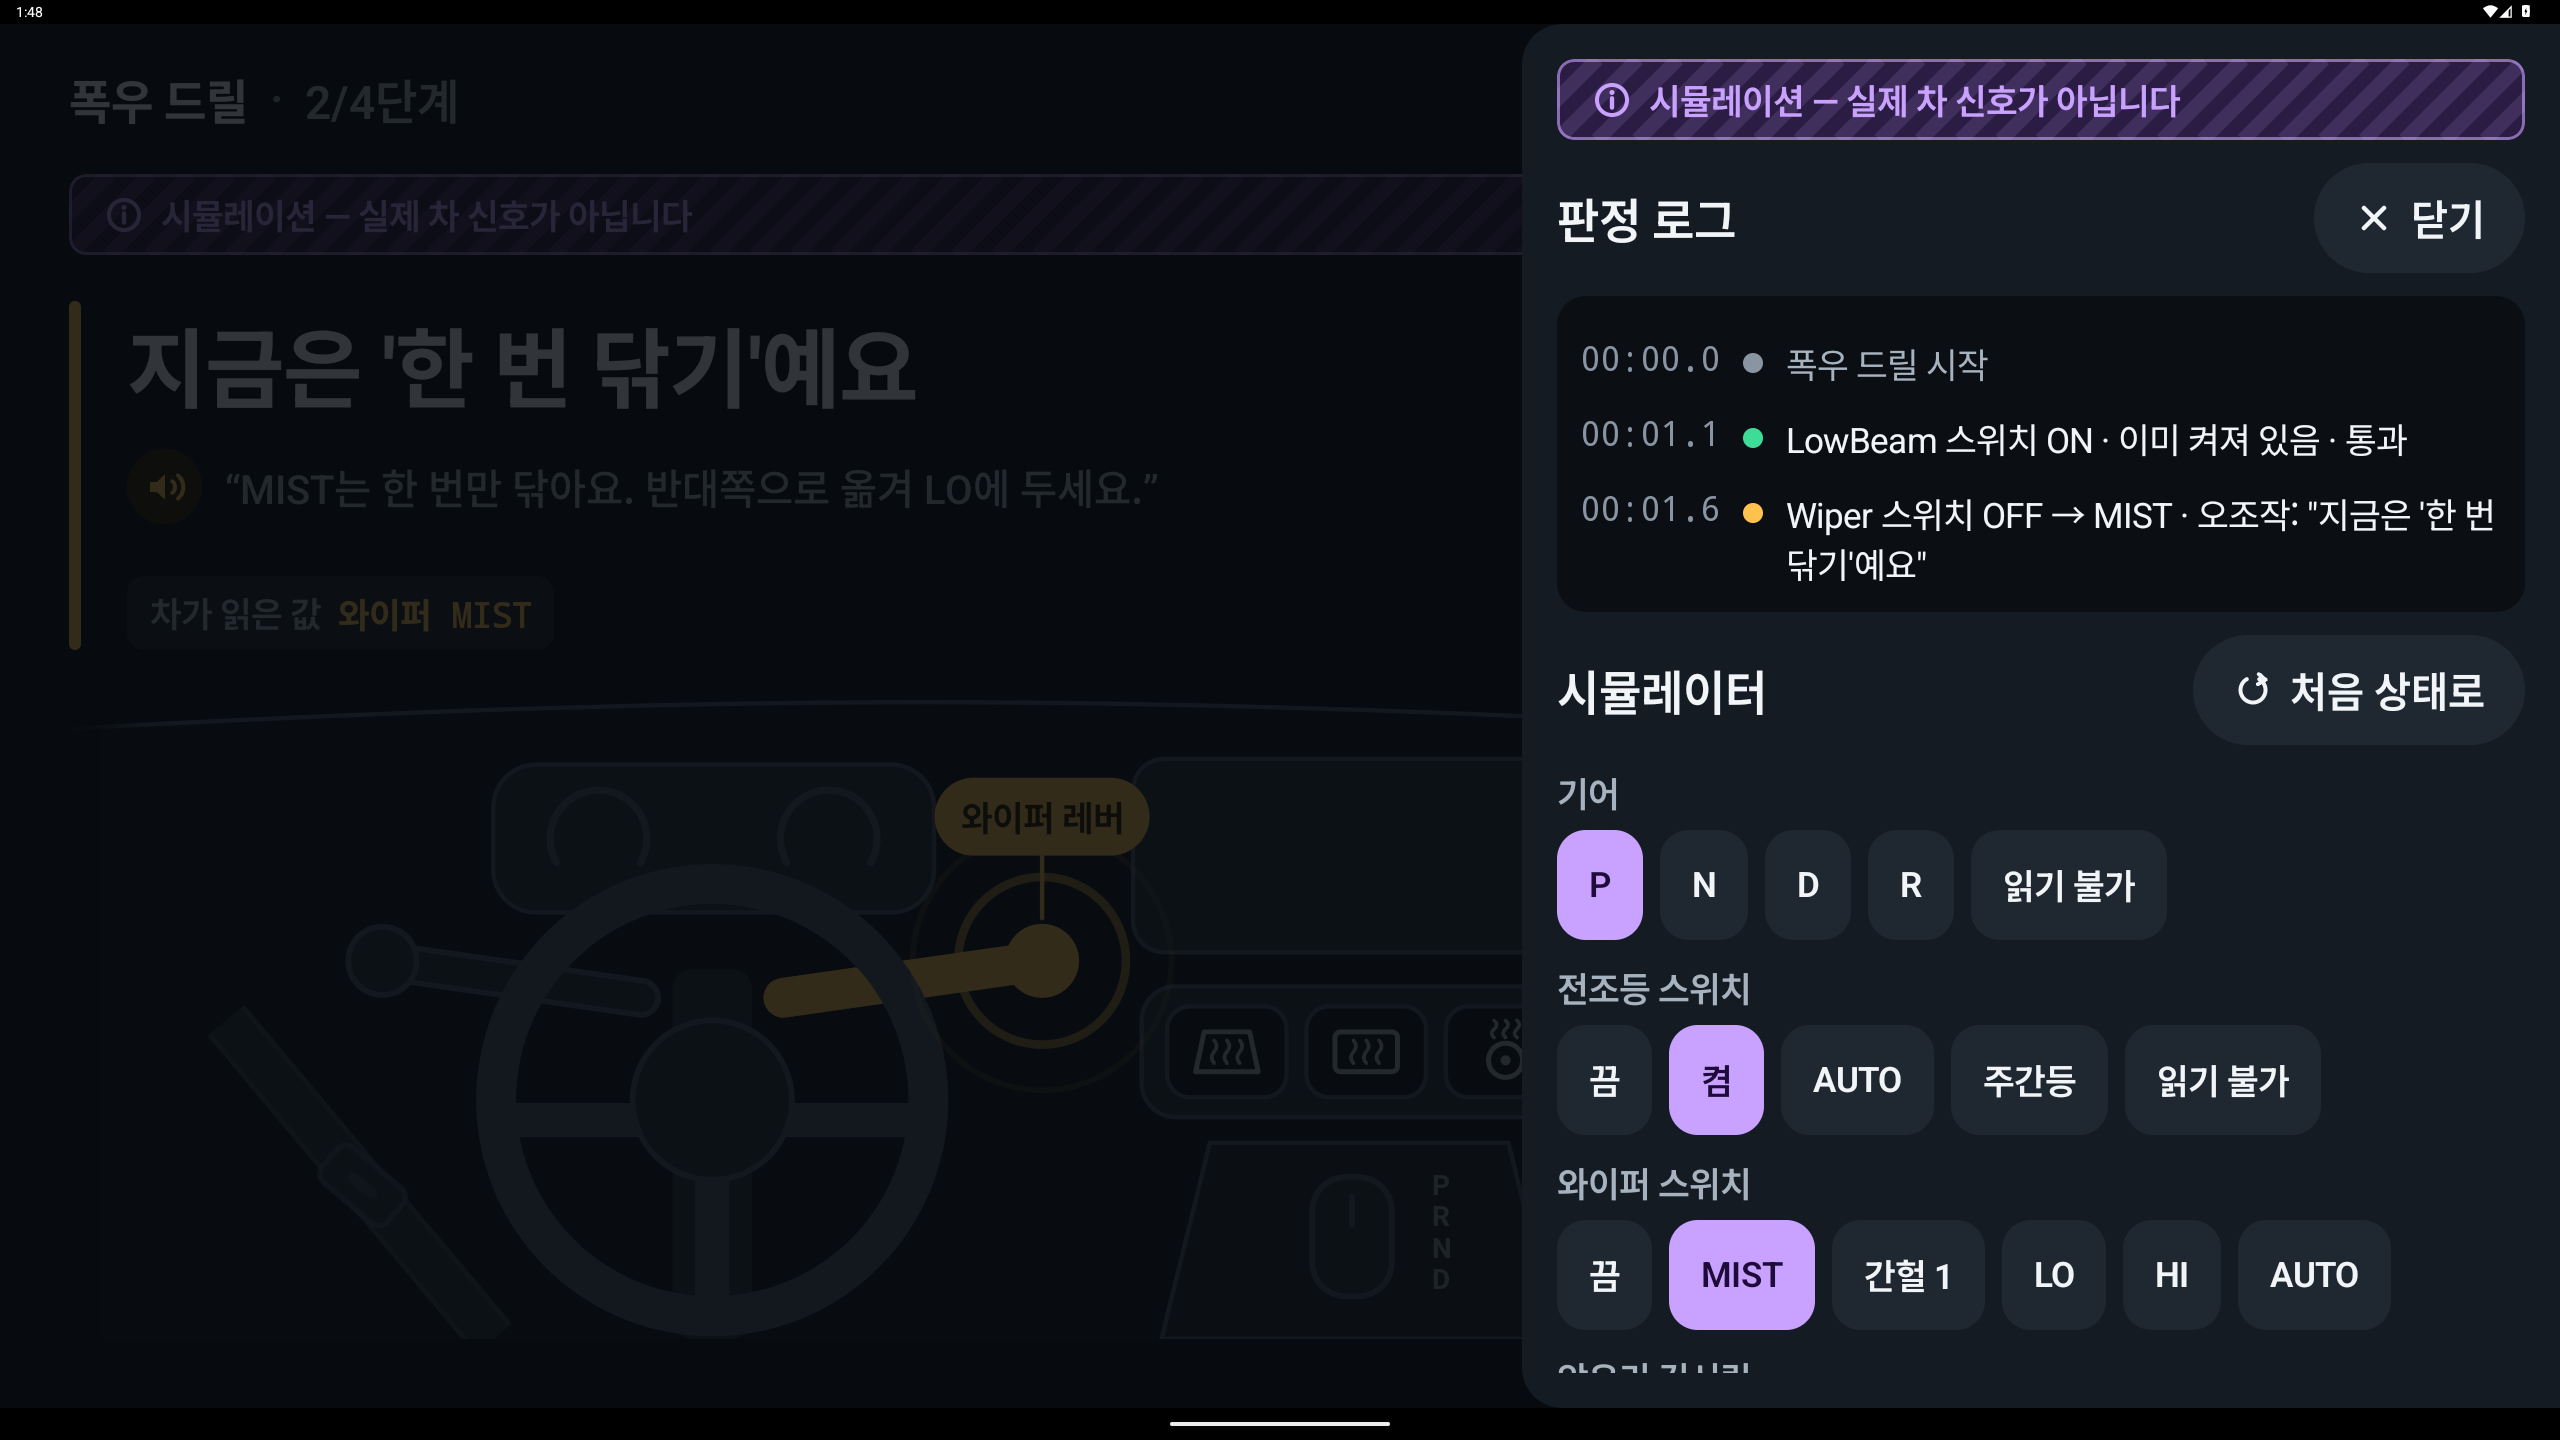 1:48
폭우 드릴 · 2/4단계
시뮬레이션 — 실제 차 신호가 아닙니다
지금은 '한 번 닦기'예요
“MIST는 한 번만 닦아요. 반대쪽으로 옮겨 LO에 두세요.”
차가 읽은 값 와이퍼 MIST
와이퍼 레버
P
R
N
D
시뮬레이션 — 실제 차 신호가 아닙니다
판정 로그
닫기
00:00.0 폭우 드릴 시작
00:01.1 LowBeam 스위치 ON · 이미 켜져 있음 · 통과
00:01.6 Wiper 스위치 OFF → MIST · 오조작: "지금은 '한 번
닦기'예요"
시뮬레이터
처음 상태로
기어
P N D R 읽기 불가
전조등 스위치
끔 켬 AUTO 주간등 읽기 불가
와이퍼 스위치
끔 MIST 간헐 1 LO HI AUTO